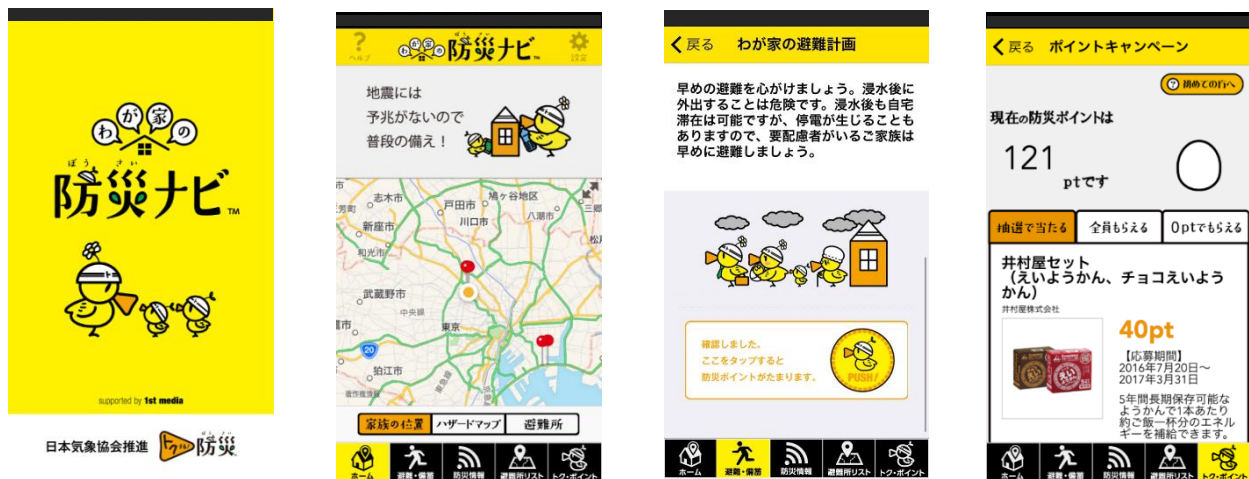 わが家の
ぼうさい
防災ナビ™
supported by 1st media
日本気象協会推進 トクする!防災
?
ヘルプ
わが家の防災ナビ™
設定
地震には
予兆がないので
普段の備え！
志木市
戸田市
鳩ヶ谷地区
三郷
新座市
川口市
八潮市
和光市
武蔵野市
中央線
東京
20
狛江市
東急線
家族の位置 ハザードマップ 避難所
ホーム 避難・備蓄 防災情報 避難所リスト トク・ポイント
戻る わが家の避難計画
早めの避難を心がけましょう。浸水後に
外出することは危険です。浸水後も自宅
滞在は可能ですが、停電が生じることも
ありますので、要配慮者がいるご家族は
早めに避難しましょう。
確認しました。
ここをタップすると
防災ポイントがたまります。
PUSH!
ホーム 避難・備蓄 防災情報 避難所リスト トク・ポイント
戻る ポイントキャンペーン
? 初めての方へ
現在の防災ポイントは
121
ptです
抽選で当たる 全員もらえる 0ptでもらえる
井村屋セット
（えいようかん、チョコえいよう
かん）
井村屋株式会社
40pt
【応募期間】
2016年7月20日〜
2017年3月31日
5年間長期保存可能な
ようかんで1本あたり
約ご飯一杯分のエネル
ギーを補給できます。
ホーム 避難・備蓄 防災情報 避難所リスト トク・ポイント